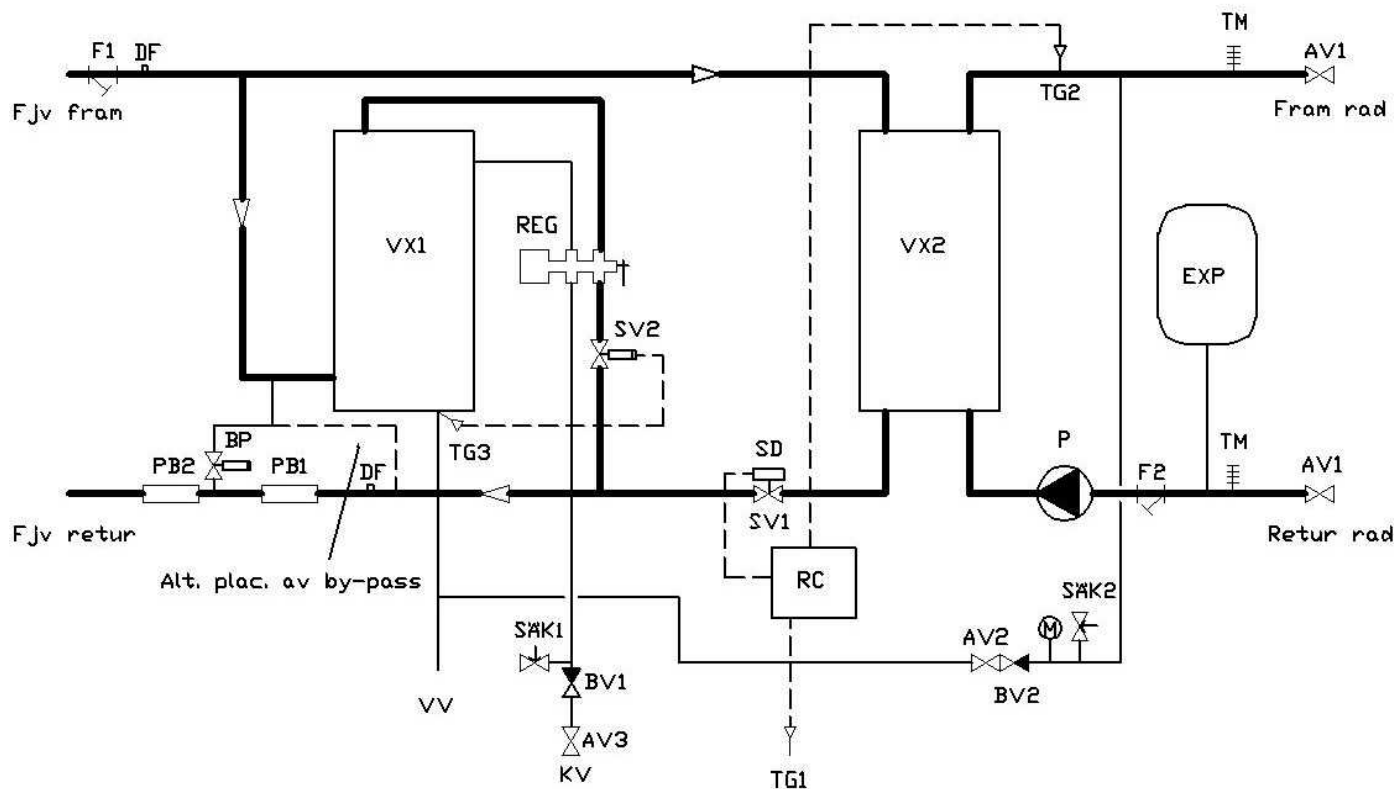 F1
DF
TM
AV1
Fjv fram
TG2
Fram rad
REG
VX1
VX2
EXP
SV2
BP
TG3
SD
P
F2
TM
AV1
PB2
PB1
DF
SV1
Fjv retur
Retur rad
Alt. plac. av by-pass
RC
SÄK2
SÄK1
M
AV2
BV1
BV2
VV
AV3
KV
TG1